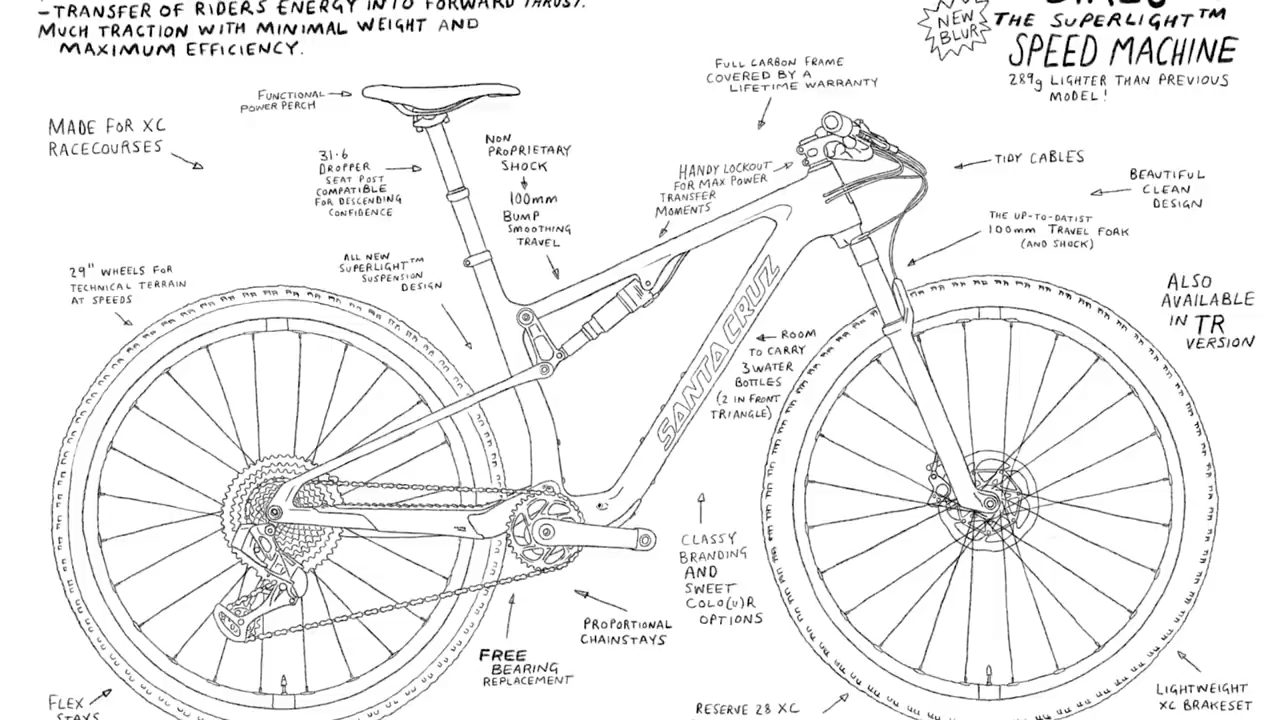 -TRANSFER OF RIDERS ENERGY INTO FORWARD THRUST.
MUCH TRACTION WITH MINIMAL WEIGHT AND
MAXIMUM EFFICIENCY.
NEW
BLUR
THE SUPERLIGHT™
SPEED MACHINE
289g LIGHTER THAN PREVIOUS
MODEL!
FULL CARBON FRAME
COVERED BY A
LIFETIME WARRANTY
FUNCTIONAL
POWER PERCH
MADE FOR XC
RACECOURSES
31.6
DROPPER
SEAT POST
COMPATIBLE
FOR DESCENDING
CONFIDENCE
NON
PROPRIETARY
SHOCK
100mm
BUMP
SMOOTHING
TRAVEL
HANDY LOCKOUT
FOR MAX POWER
TRANSFER
MOMENTS
TIDY CABLES
BEAUTIFUL
CLEAN
DESIGN
THE UP-TO-DATIST
100mm TRAVEL FORK
(AND SHOCK)
29" WHEELS FOR
TECHNICAL TERRAIN
AT SPEEDS
ALL NEW
SUPERLIGHT™
SUSPENSION
DESIGN
ALSO
AVAILABLE
IN TR
VERSION
SANTA CRUZ
ROOM
TO CARRY
3 WATER
BOTTLES
(2 IN FRONT
TRIANGLE)
CLASSY
BRANDING
AND
SWEET
COLO(U)R
OPTIONS
PROPORTIONAL
CHAINSTAYS
FREE
BEARING
REPLACEMENT
FLEX
STAYS
RESERVE 28 XC
LIGHTWEIGHT
XC BRAKESET